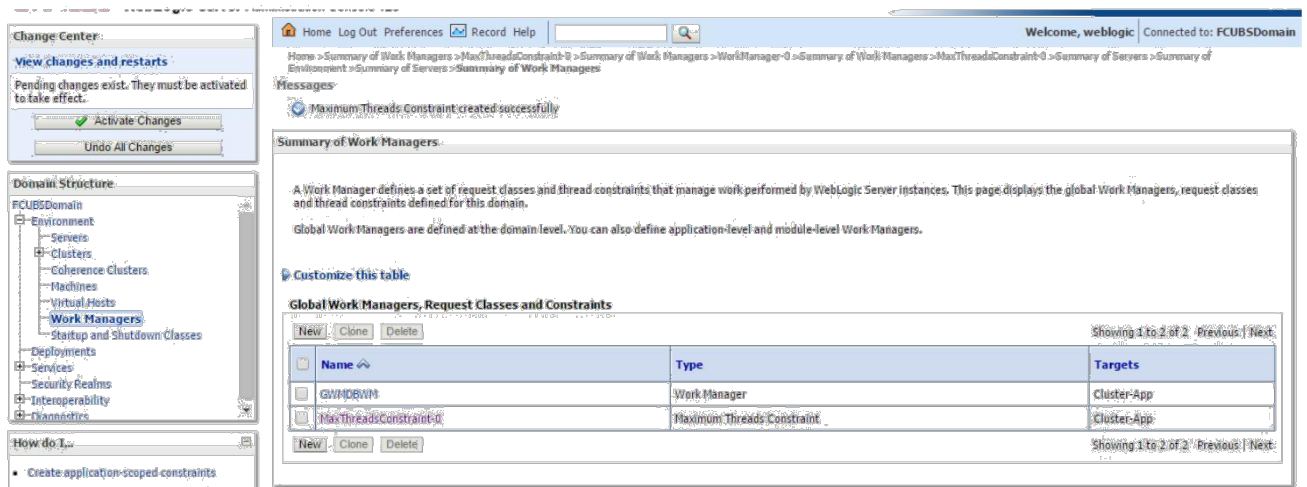 Change Center
View changes and restarts
Pending changes exist. They must be activated
to take effect.
Activate Changes
Undo All Changes
Domain Structure
FCUBSDomain
Environment
Servers
Clusters
Coherence Clusters
Machines
Virtual Hosts
Work Managers
Startup and Shutdown Classes
Deployments
Services
Security Realms
Interoperability
Diagnostics
How do I...
Create application-scoped constraints
Home Log Out Preferences Record Help
Welcome, weblogic Connected to: FCUBSDomain
Home >Summary of Work Managers >MaxThreadsConstraint-0 >Summary of Work Managers >WorkManager-0 >Summary of Work Managers >MaxThreadsConstraint-0 >Summary of Servers >Summary of
Environment >Summary of Servers >Summary of Work Managers
Messages
Maximum Threads Constraint created successfully
Summary of Work Managers
A Work Manager defines a set of request classes and thread constraints that manage work performed by WebLogic Server instances. This page displays the global Work Managers, request classes
and thread constraints defined for this domain.
Global Work Managers are defined at the domain level. You can also define application-level and module-level Work Managers.
Customize this table
Global Work Managers, Request Classes and Constraints
New Clone Delete Showing 1 to 2 of 2 Previous | Next
Name Type Targets
GWMDBWM Work Manager Cluster-App
MaxThreadsConstraint-0 Maximum Threads Constraint Cluster-App
New Clone Delete Showing 1 to 2 of 2 Previous | Next